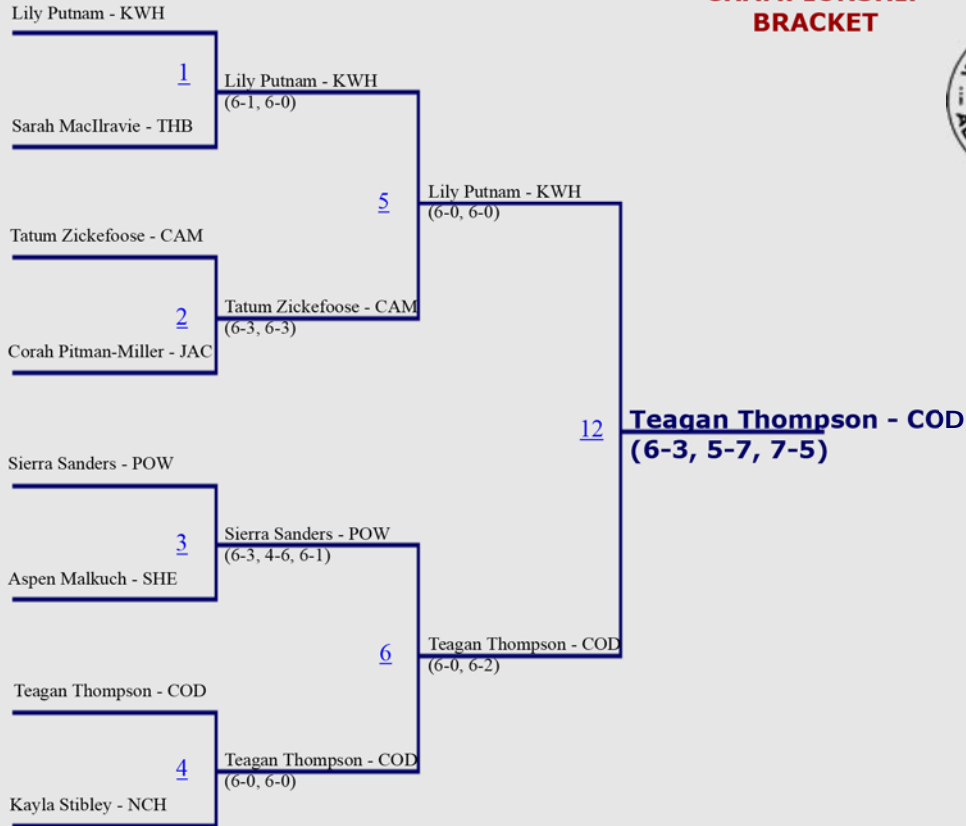 Lily Putnam - KWH
BRACKET
1
Lily Putnam - KWH
(6-1, 6-0)
Sarah MacIlravie - THB
5
Lily Putnam - KWH
(6-0, 6-0)
Tatum Zickefoose - CAM
2
Tatum Zickefoose - CAM
(6-3, 6-3)
Corah Pitman-Miller - JAC
12
Teagan Thompson - COD
(6-3, 5-7, 7-5)
Sierra Sanders - POW
3
Sierra Sanders - POW
(6-3, 4-6, 6-1)
Aspen Malkuch - SHE
6
Teagan Thompson - COD
(6-0, 6-2)
Teagan Thompson - COD
4
Teagan Thompson - COD
(6-0, 6-0)
Kayla Stibley - NCH